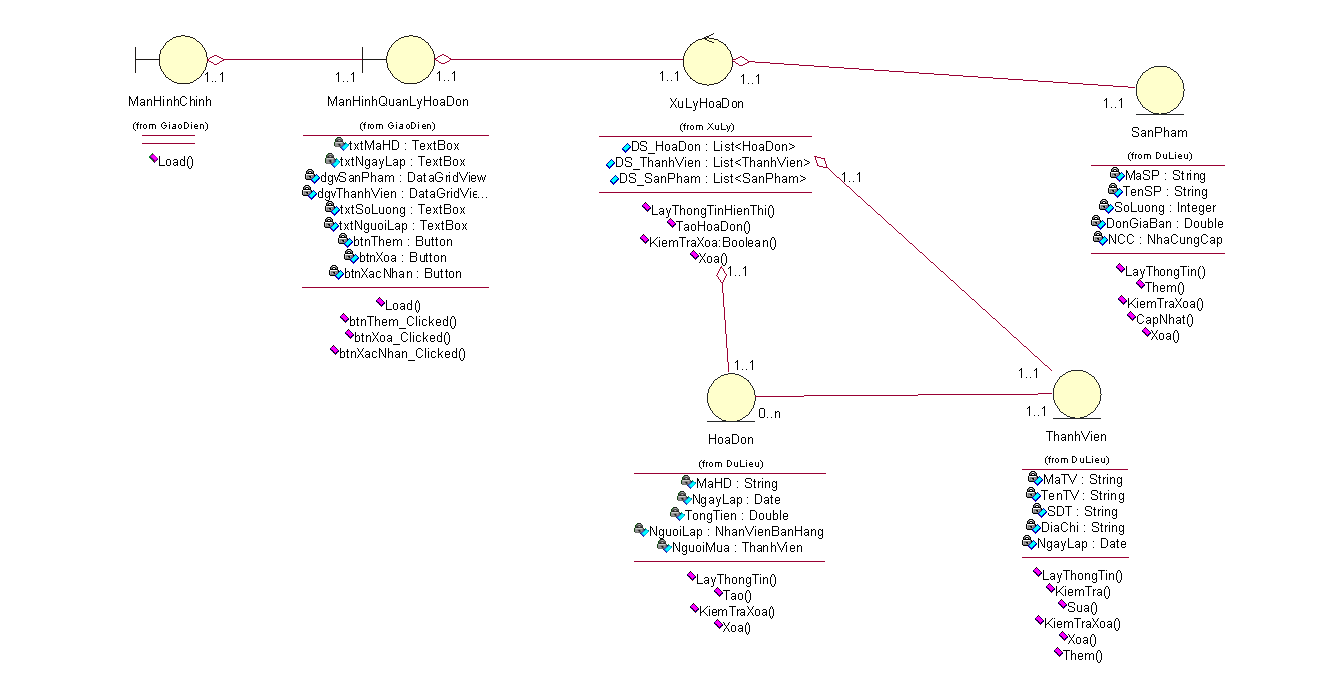 1..1
1..1
ManHinhChinh
(from GiaoDien)
Load()
1..1
ManHinhQuanLyHoaDon
(from GiaoDien)
txtMaHD : TextBox
txtNgayLap : TextBox
dgvSanPham : DataGridView
dgvThanhVien : DataGridVie...
txtSoLuong : TextBox
txtNguoiLap : TextBox
btnThem : Button
btnXoa : Button
btnXacNhan : Button
Load()
btnThem_Clicked()
btnXoa_Clicked()
btnXacNhan_Clicked()
1..1
1..1
XuLyHoaDon
(from XuLy)
DS_HoaDon : List<HoaDon>
DS_ThanhVien : List<ThanhVien>
DS_SanPham : List<SanPham>
LayThongTinHienThi()
TaoHoaDon()
KiemTraXoa:Boolean()
Xoa()
1..1
1..1
1..1
SanPham
(from DuLieu)
MaSP : String
TenSP : String
SoLuong : Integer
DonGiaBan : Double
NCC : NhaCungCap
LayThongTin()
Them()
KiemTraXoa()
CapNhat()
Xoa()
1..1
0..n
HoaDon
(from DuLieu)
MaHD : String
NgayLap : Date
TongTien : Double
NguoiLap : NhanVienBanHang
NguoiMua : ThanhVien
LayThongTin()
Tao()
KiemTraXoa()
Xoa()
1..1
1..1
ThanhVien
(from DuLieu)
MaTV : String
TenTV : String
SDT : String
DiaChi : String
NgayLap : Date
LayThongTin()
KiemTra()
Sua()
KiemTraXoa()
Xoa()
Them()